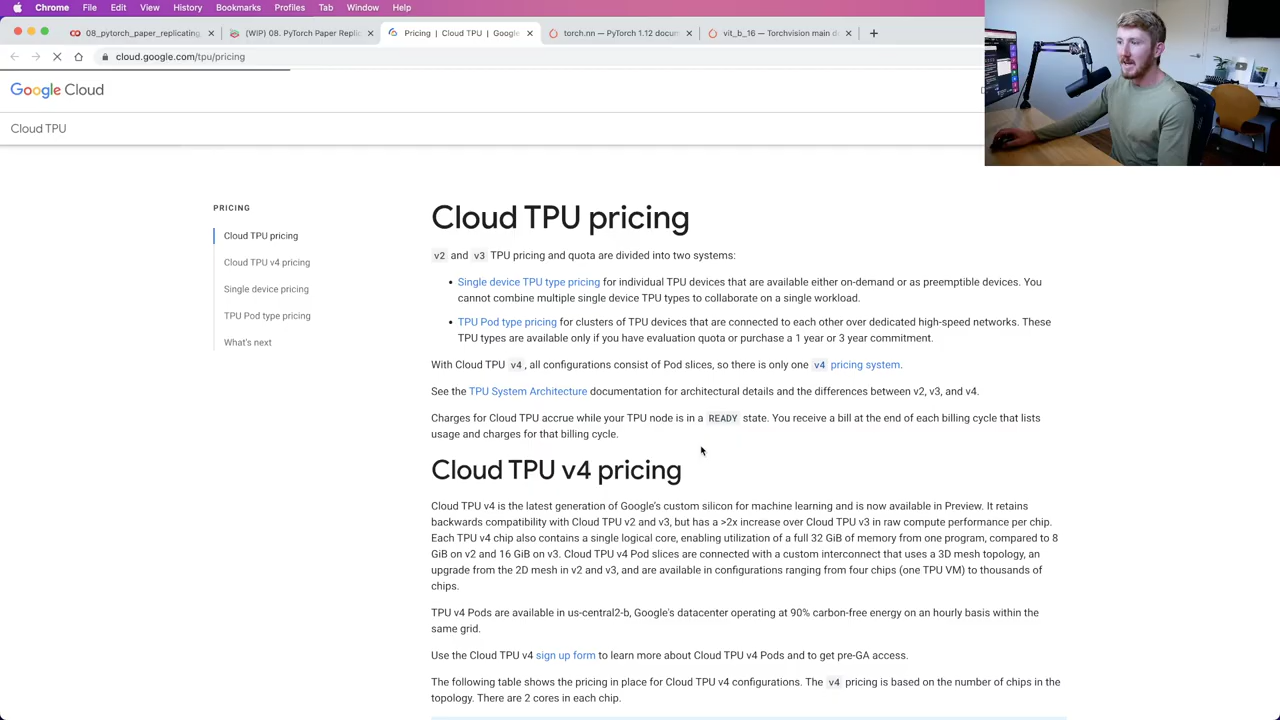 Chrome File Edit View History Bookmarks Profiles Tab Window Help
08_pytorch_paper_replicating.
(WIP) 08. PyTorch Paper Repli
Pricing | Cloud TPU | Google
torch.nn — PyTorch 1.12 docum
vit_b_16 — Torchvision main d
cloud.google.com/tpu/pricing
Google Cloud
Cloud TPU
PRICING
Cloud TPU pricing
Cloud TPU v4 pricing
Single device pricing
TPU Pod type pricing
What's next
Cloud TPU pricing
v2 and v3 TPU pricing and quota are divided into two systems:
• Single device TPU type pricing for individual TPU devices that are available either on-demand or as preemptible devices. You
cannot combine multiple single device TPU types to collaborate on a single workload.
• TPU Pod type pricing for clusters of TPU devices that are connected to each other over dedicated high-speed networks. These
TPU types are available only if you have evaluation quota or purchase a 1 year or 3 year commitment.
With Cloud TPU v4, all configurations consist of Pod slices, so there is only one v4 pricing system.
See the TPU System Architecture documentation for architectural details and the differences between v2, v3, and v4.
Charges for Cloud TPU accrue while your TPU node is in a READY state. You receive a bill at the end of each billing cycle that lists
usage and charges for that billing cycle.
Cloud TPU v4 pricing
Cloud TPU v4 is the latest generation of Google's custom silicon for machine learning and is now available in Preview. It retains
backwards compatibility with Cloud TPU v2 and v3, but has a >2x increase over Cloud TPU v3 in raw compute performance per chip.
Each TPU v4 chip also contains a single logical core, enabling utilization of a full 32 GiB of memory from one program, compared to 8
GiB on v2 and 16 GiB on v3. Cloud TPU v4 Pod slices are connected with a custom interconnect that uses a 3D mesh topology, an
upgrade from the 2D mesh in v2 and v3, and are available in configurations ranging from four chips (one TPU VM) to thousands of
chips.
TPU v4 Pods are available in us-central2-b, Google's datacenter operating at 90% carbon-free energy on an hourly basis within the
same grid.
Use the Cloud TPU v4 sign up form to learn more about Cloud TPU v4 Pods and to get pre-GA access.
The following table shows the pricing in place for Cloud TPU v4 configurations. The v4 pricing is based on the number of chips in the
topology. There are 2 cores in each chip.